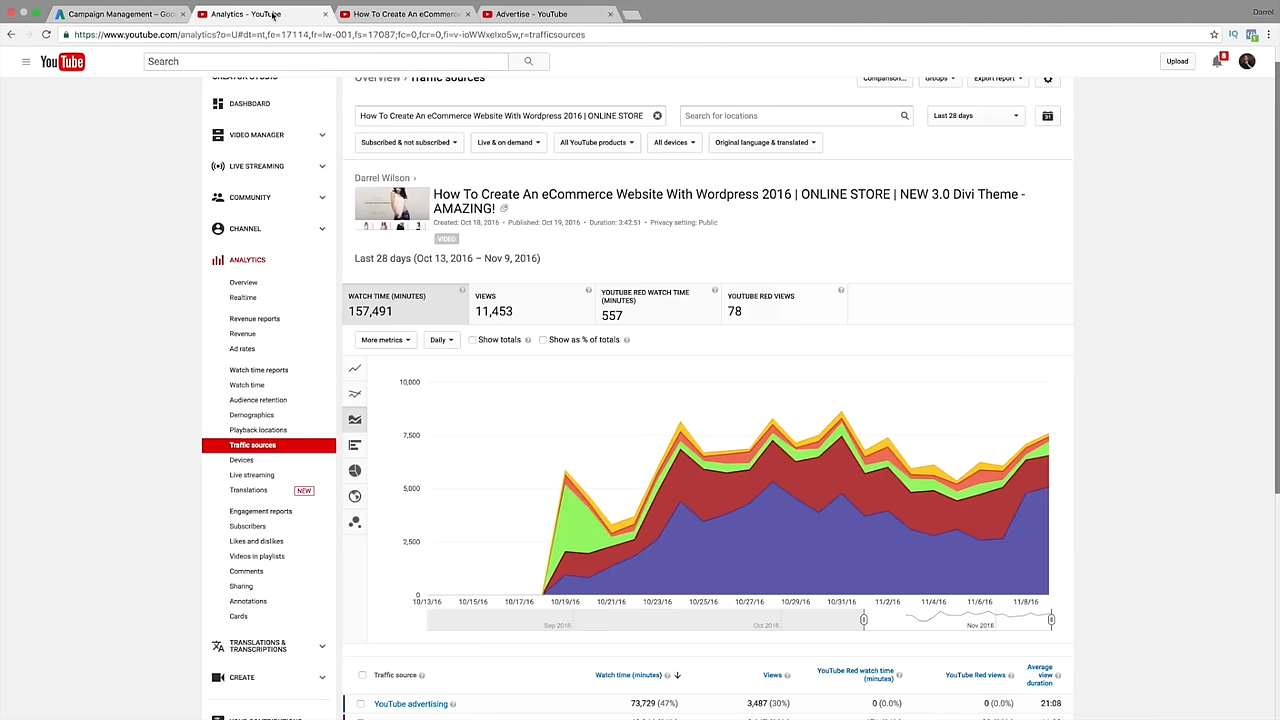 Campaign Management – Goo
Analytics - YouTube
How To Create An eCommerce
Advertise - YouTube
Darrel
https://www.youtube.com/analytics?o=U#dt=nt,fe=17114,fr=lw-001,fs=17087;fc=0,fcr=0,fi=v-ioWWxelxo5w,r=trafficsources
YouTube
Search
Upload
8
CREATOR STUDIO
DASHBOARD
VIDEO MANAGER
LIVE STREAMING
COMMUNITY
CHANNEL
ANALYTICS
Overview
Realtime
Revenue reports
Revenue
Ad rates
Watch time reports
Watch time
Audience retention
Demographics
Playback locations
Traffic sources
Devices
Live streaming
Translations NEW
Engagement reports
Subscribers
Likes and dislikes
Videos in playlists
Comments
Sharing
Annotations
Cards
TRANSLATIONS &
TRANSCRIPTIONS
CREATE
Overview › Traffic sources
Comparison...
Groups
Export report
How To Create An eCommerce Website With Wordpress 2016 | ONLINE STORE
Search for locations
Last 28 days
Subscribed & not subscribed
Live & on demand
All YouTube products
All devices
Original language & translated
Darrel Wilson ›
How To Create An eCommerce Website With Wordpress 2016 | ONLINE STORE | NEW 3.0 Divi Theme -
AMAZING!
Created: Oct 18, 2016 • Published: Oct 19, 2016 • Duration: 3:42:51 • Privacy setting: Public
VIDEO
Last 28 days (Oct 13, 2016 – Nov 9, 2016)
WATCH TIME (MINUTES)
157,491
VIEWS
11,453
YOUTUBE RED WATCH TIME
(MINUTES)
557
YOUTUBE RED VIEWS
78
More metrics
Daily
Show totals
Show as % of totals
10,000
7,500
5,000
2,500
0
10/13/16 10/15/16 10/17/16 10/19/16 10/21/16 10/23/16 10/25/16 10/27/16 10/29/16 10/31/16 11/2/16 11/4/16 11/6/16 11/8/16
Sep 2016 Oct 2016 Nov 2016
Traffic source
Watch time (minutes)
Views
YouTube Red watch time
(minutes)
YouTube Red views
Average
view
duration
YouTube advertising 73,729 (47%) 3,487 (30%) 0 (0.0%) 0 (0.0%) 21:08